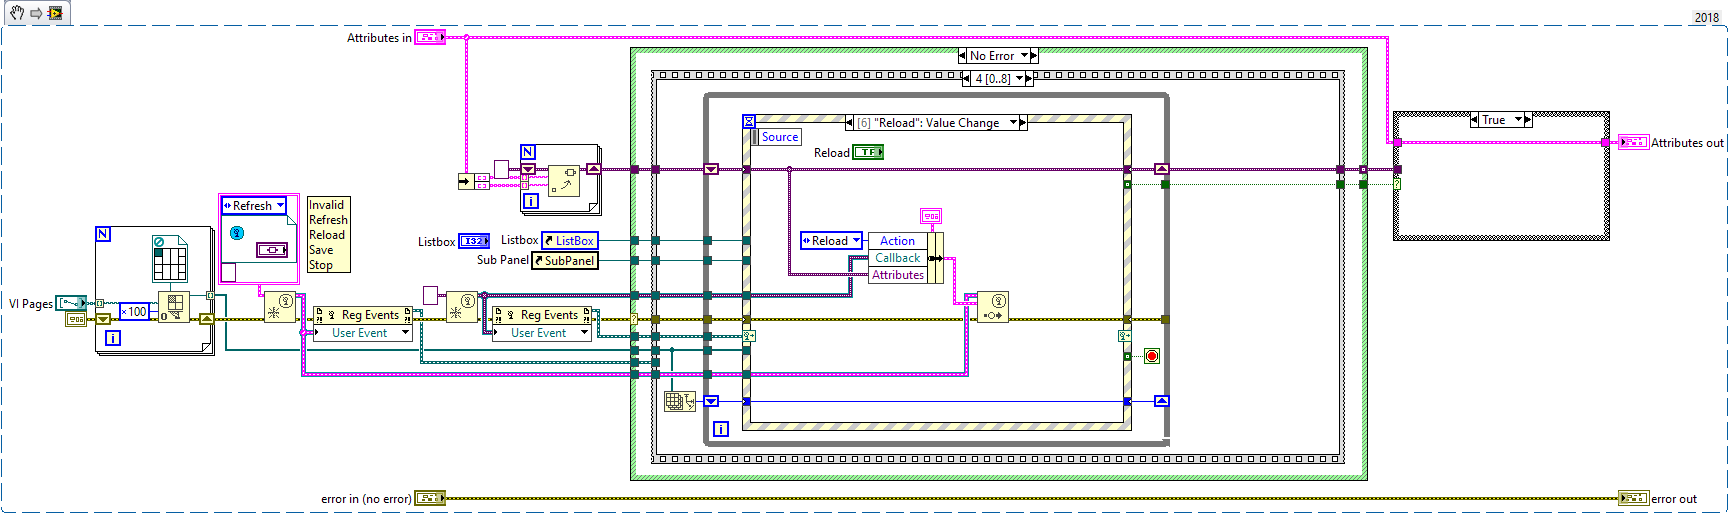 2018
Attributes in
No Error
4 [0..8]
[6] "Reload": Value Change
True
Source
Reload
TF
Attributes out
N
i
Refresh
Invalid
Refresh
Reload
Save
Stop
N
Listbox
I32
Listbox
ListBox
Sub Panel
SubPanel
Reload
Action
Callback
Attributes
VI Pages
×100
0
i
Reg Events
User Event
Reg Events
User Event
i
error in (no error)
error out